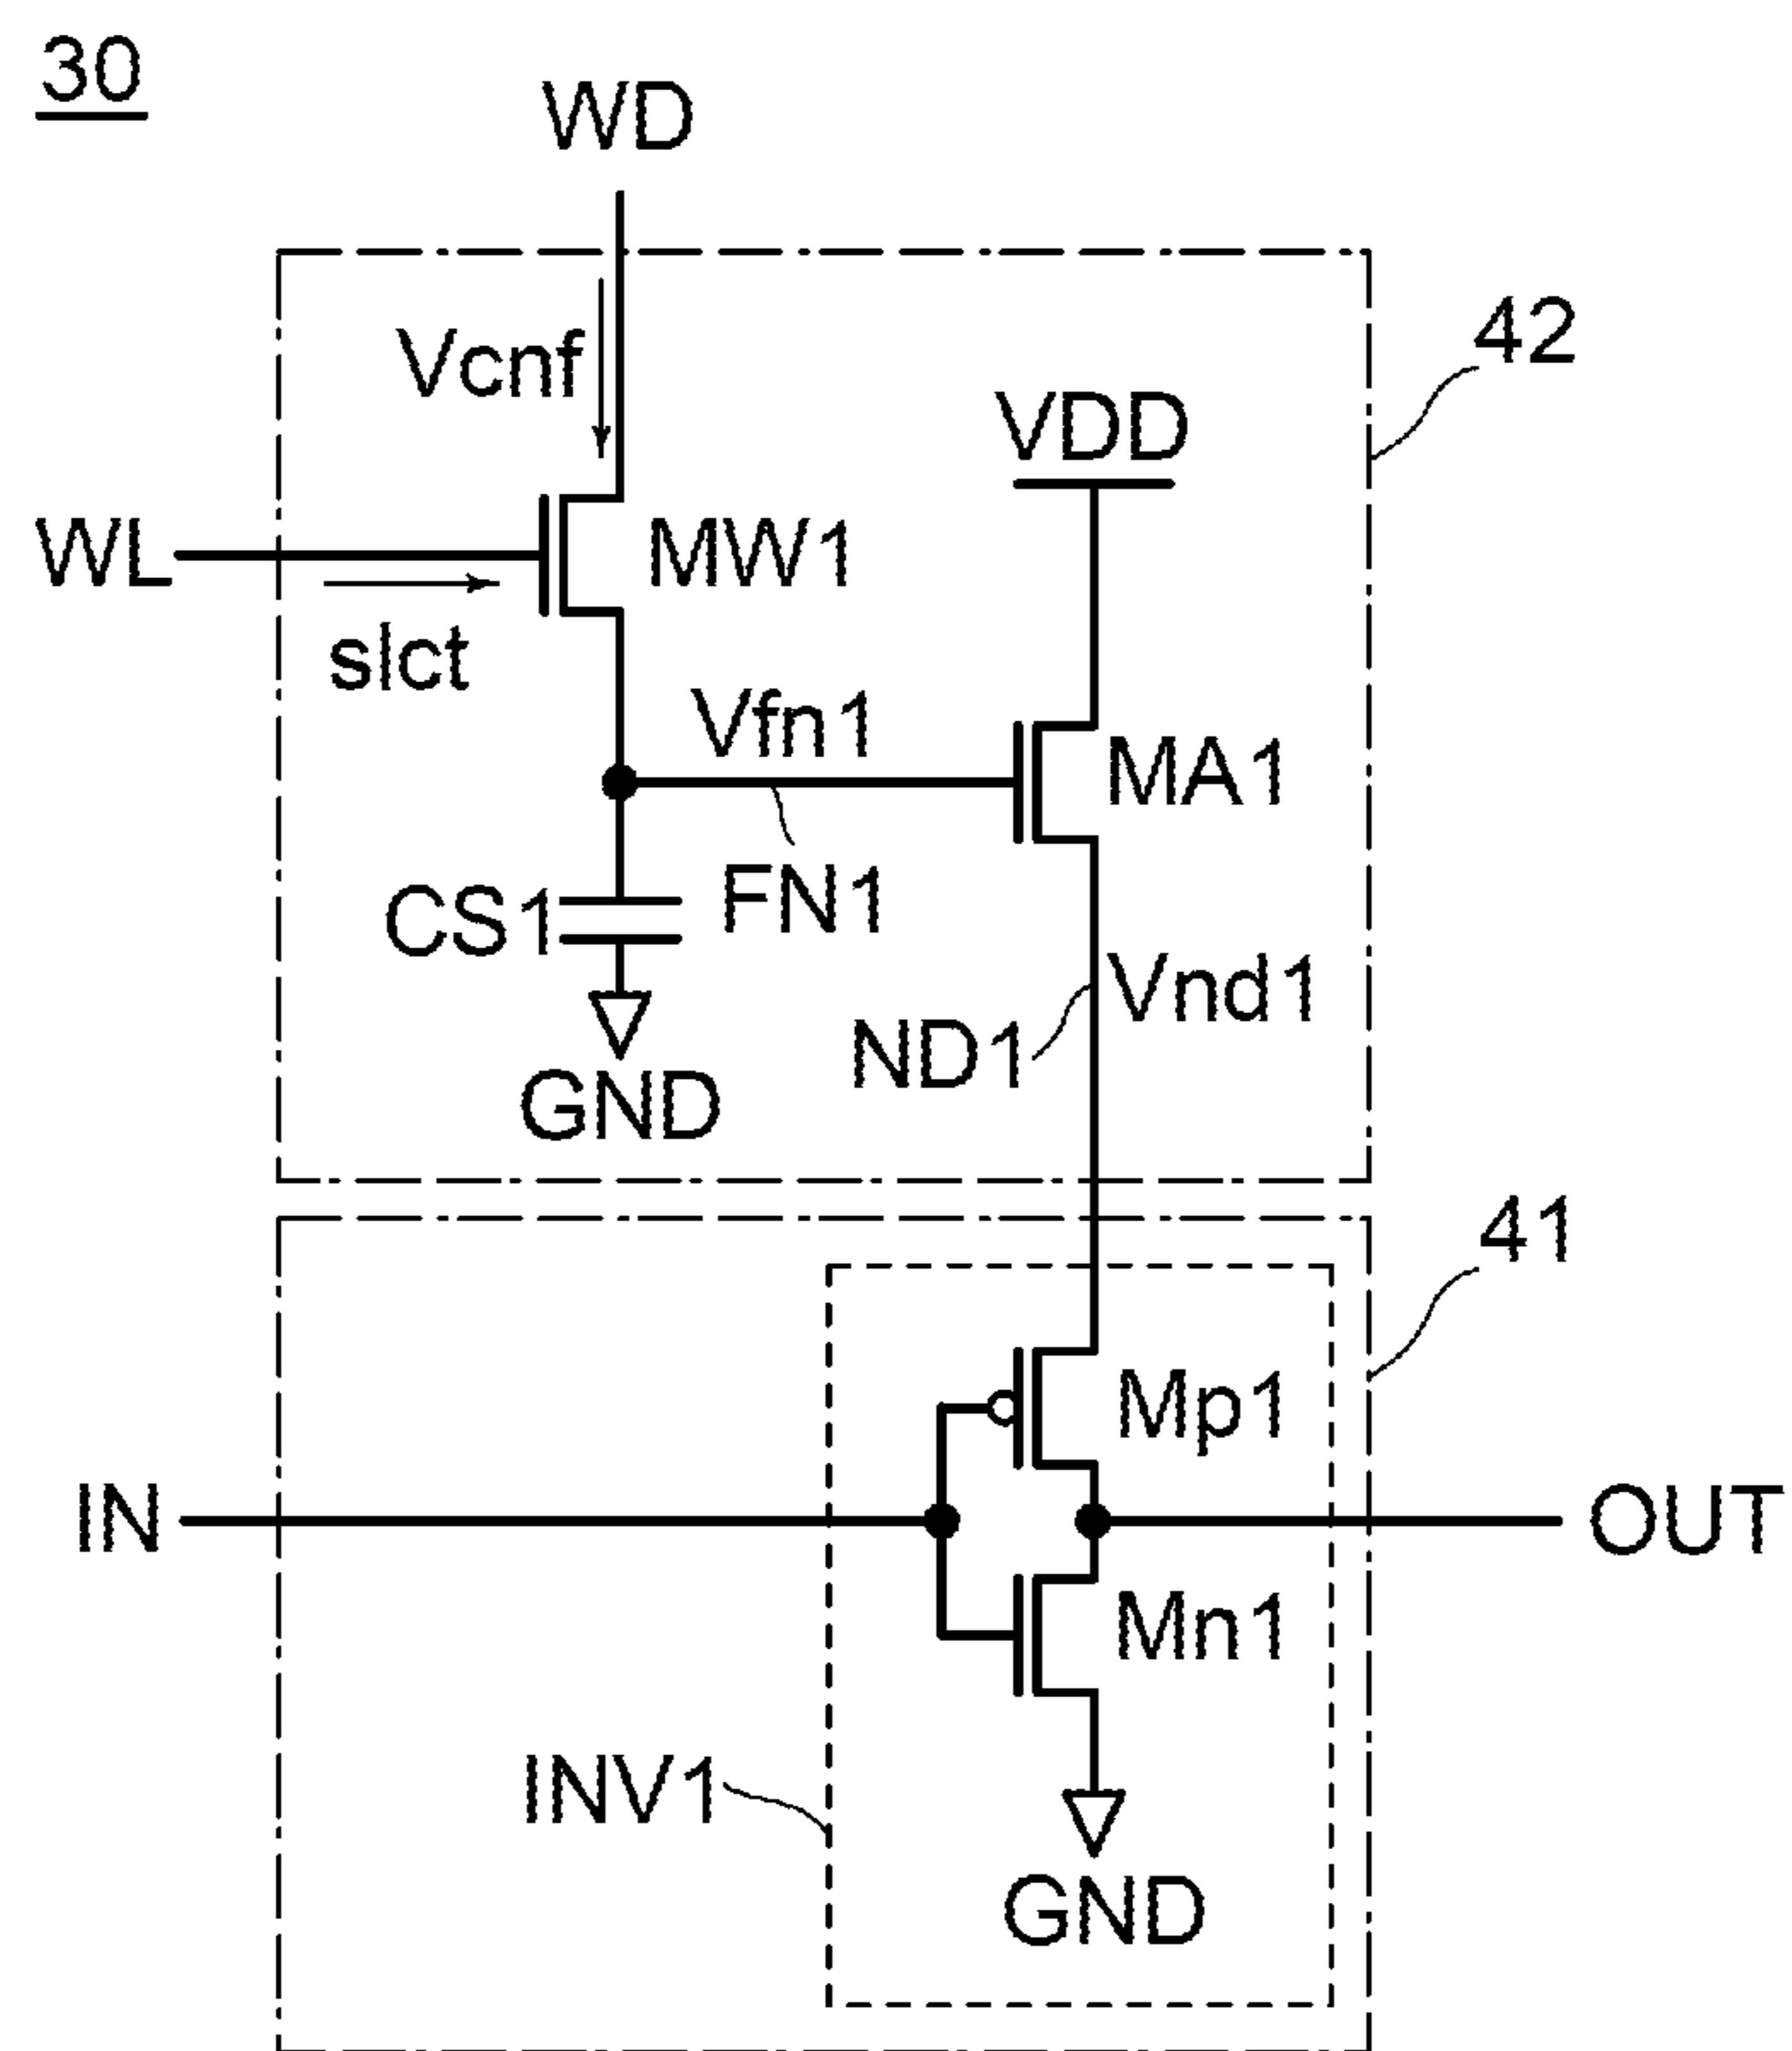 30
WD
42
Vcnf
VDD
WL
MW1
slct
Vfn1
MA1
CS1
FN1
Vnd1
ND1
GND
41
Mp1
IN
OUT
Mn1
INV1
GND